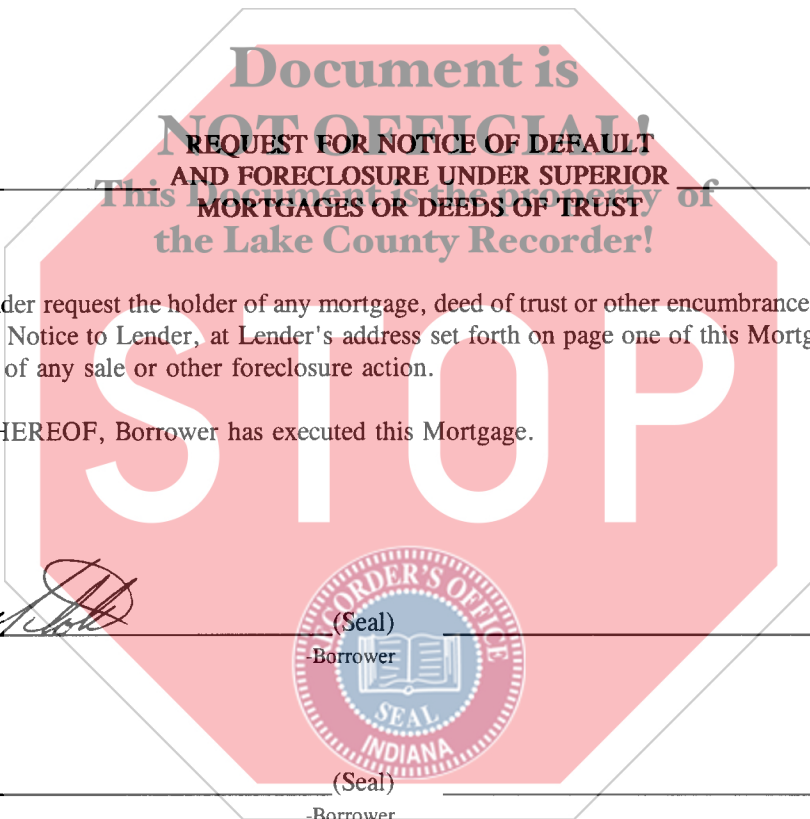 Document is
NOT OFFICIAL!
This Document is the property of
the Lake County Recorder!
REQUEST FOR NOTICE OF DEFAULT
AND FORECLOSURE UNDER SUPERIOR
MORTGAGES OR DEEDS OF TRUST
der request the holder of any mortgage, deed of trust or other encumbrance
Notice to Lender, at Lender's address set forth on page one of this Mortg
of any sale or other foreclosure action.
HEREOF, Borrower has executed this Mortgage.
STOP
(Seal)
-Borrower
RECORDER'S OFFICE
SEAL
INDIANA
(Seal)
-Borrower